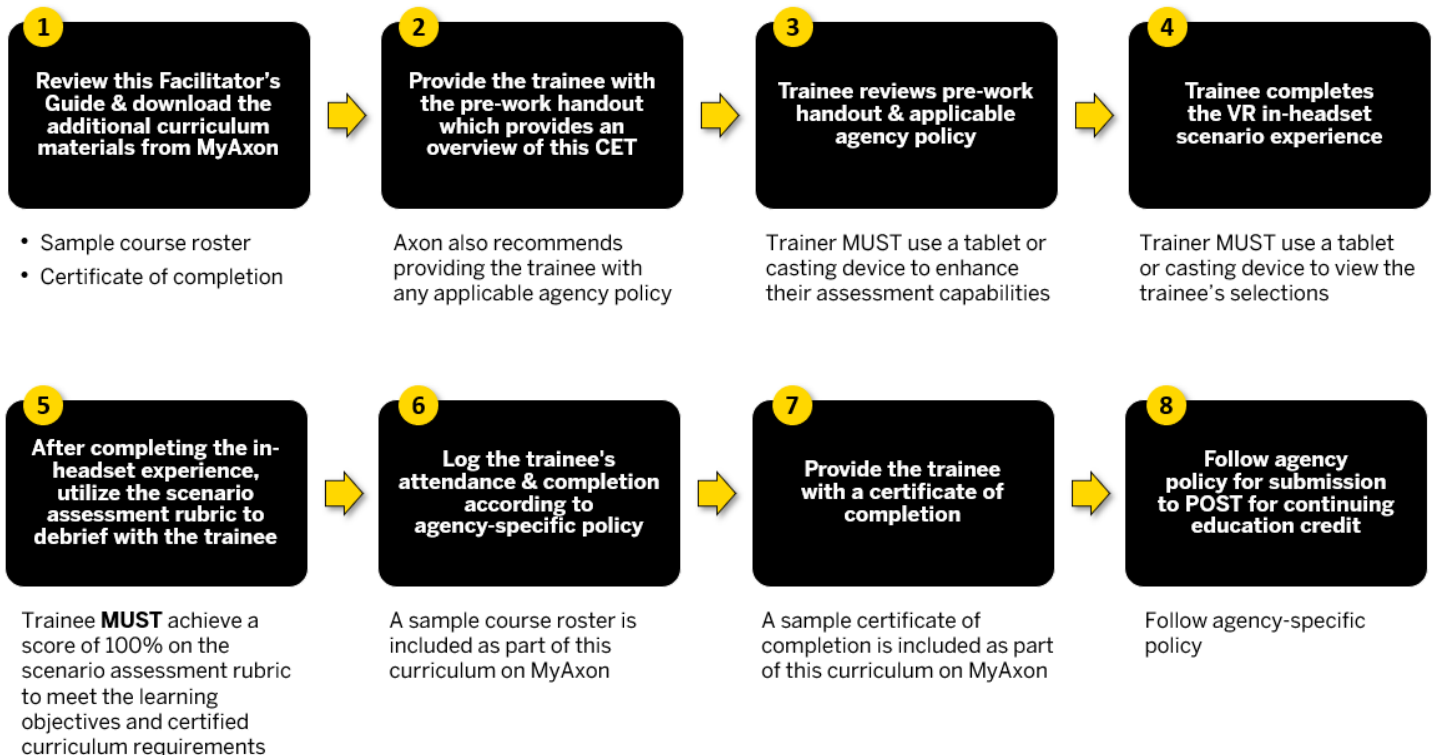 1
Review this Facilitator's
Guide & download the
additional curriculum
materials from MyAxon
• Sample course roster
• Certificate of completion
2
Provide the trainee with
the pre-work handout
which provides an
overview of this CET
Axon also recommends
providing the trainee with
any applicable agency policy
3
Trainee reviews pre-work
handout & applicable
agency policy
Trainer MUST use a tablet or
casting device to enhance
their assessment capabilities
4
Trainee completes
the VR in-headset
scenario experience
Trainer MUST use a tablet
or casting device to view the
trainee's selections
5
After completing the in-
headset experience,
utilize the scenario
assessment rubric to
debrief with the trainee
Trainee MUST achieve a
score of 100% on the
scenario assessment rubric
to meet the learning
objectives and certified
curriculum requirements
6
Log the trainee's
attendance & completion
according to
agency-specific policy
A sample course roster is
included as part of this
curriculum on MyAxon
7
Provide the trainee
with a certificate of
completion
A sample certificate of
completion is included as part
of this curriculum on MyAxon
8
Follow agency
policy for submission
to POST for continuing
education credit
Follow agency-specific
policy